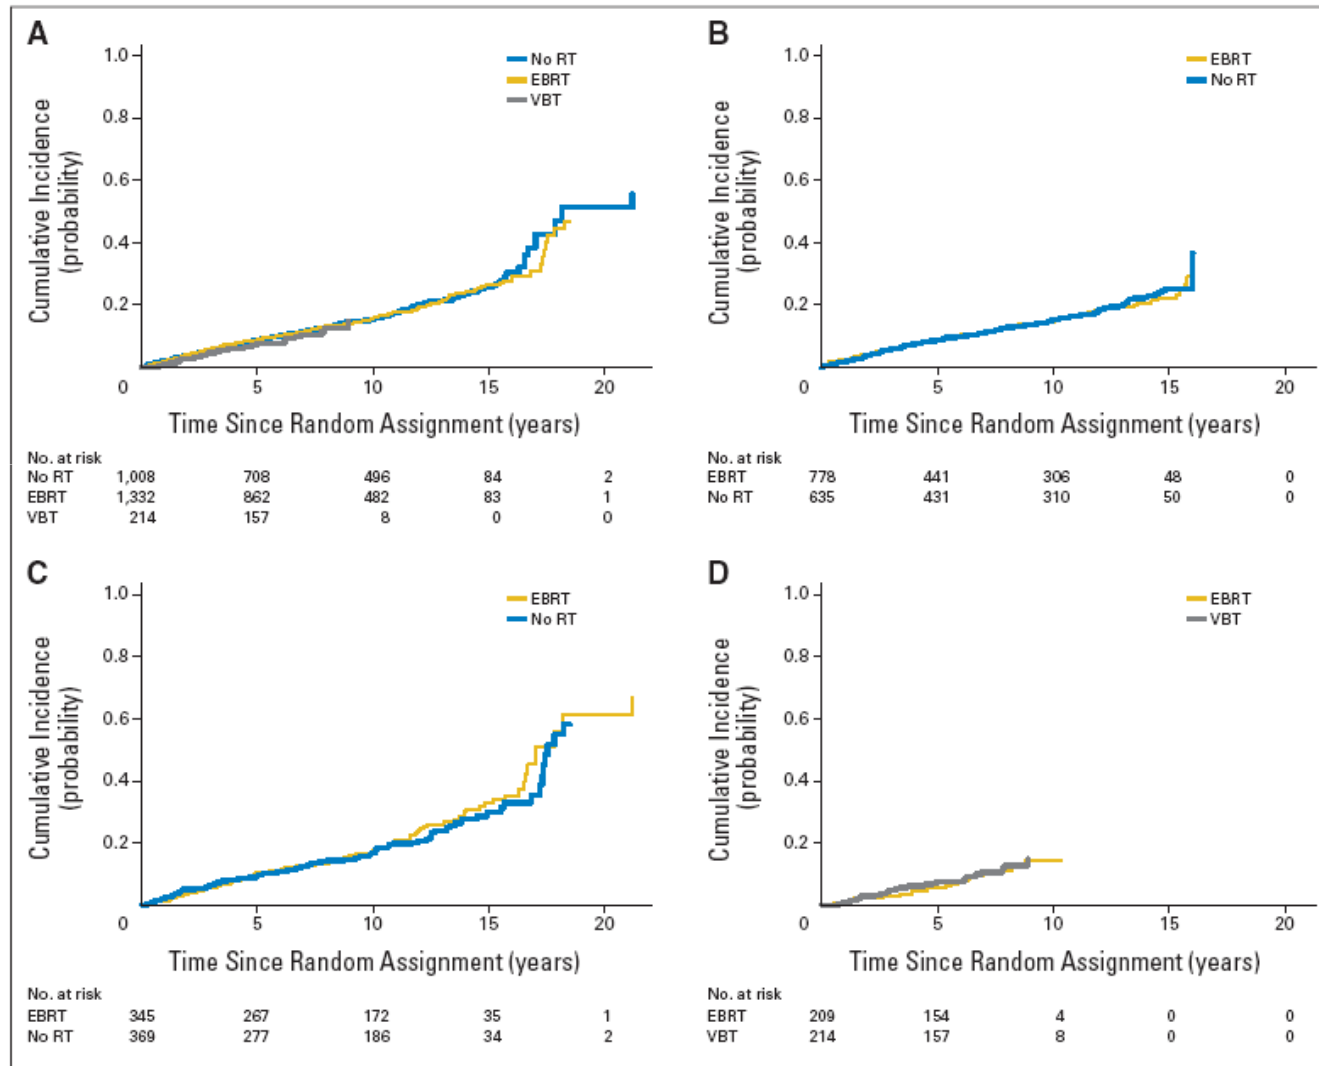 A
No RT
EBRT
VBT
Cumulative Incidence
(probability)
1.0
0.8
0.6
0.4
0.2
0
5
10
15
20
Time Since Random Assignment (years)
No. at risk
No RT 1,008 708 496 84 2
EBRT 1,332 862 482 83 1
VBT 214 157 8 0 0
B
EBRT
No RT
Cumulative Incidence
(probability)
1.0
0.8
0.6
0.4
0.2
0
5
10
15
20
Time Since Random Assignment (years)
No. at risk
EBRT 778 441 306 48 0
No RT 635 431 310 50 0
C
EBRT
No RT
Cumulative Incidence
(probability)
1.0
0.8
0.6
0.4
0.2
0
5
10
15
20
Time Since Random Assignment (years)
No. at risk
EBRT 345 267 172 35 1
No RT 369 277 186 34 2
D
EBRT
VBT
Cumulative Incidence
(probability)
1.0
0.8
0.6
0.4
0.2
0
5
10
15
20
Time Since Random Assignment (years)
No. at risk
EBRT 209 154 4 0 0
VBT 214 157 8 0 0